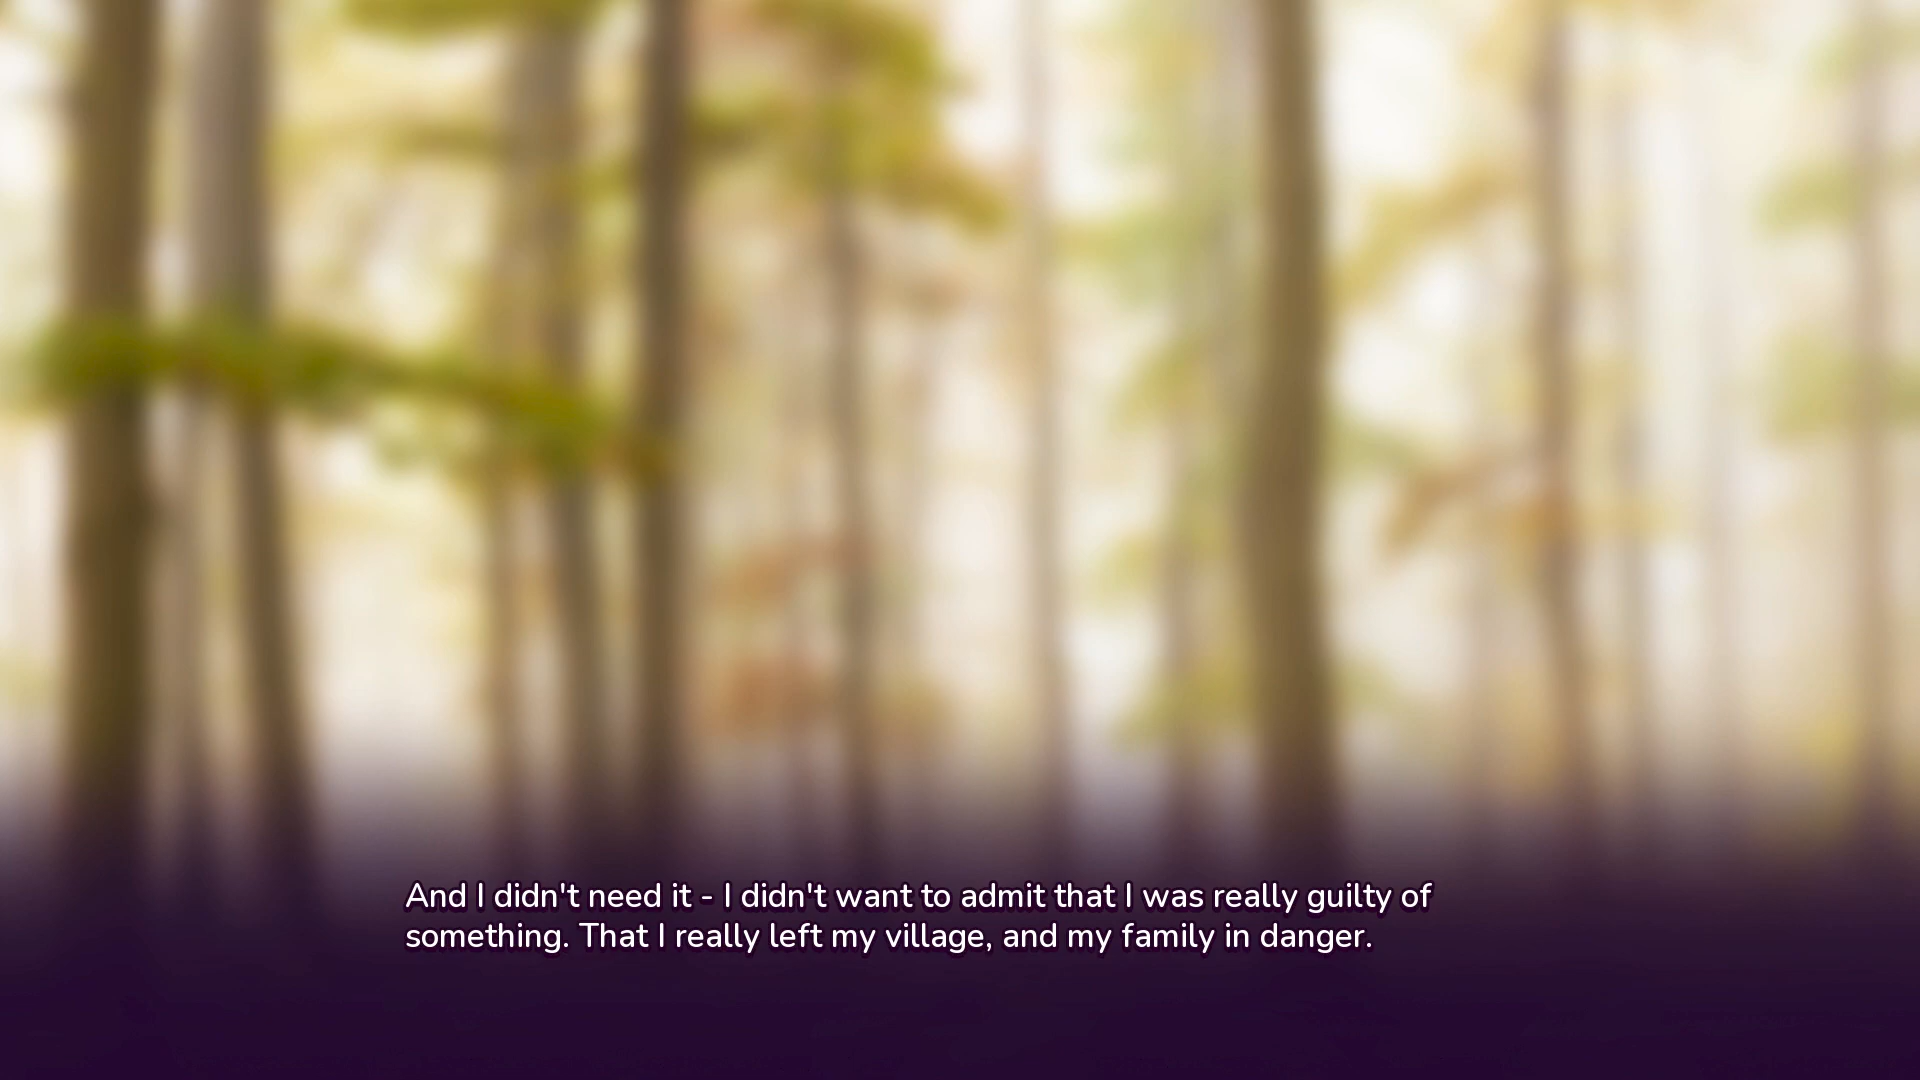 And I didn't need it - I didn't want to admit that I was really guilty of
something. That I really left my village, and my family in danger.